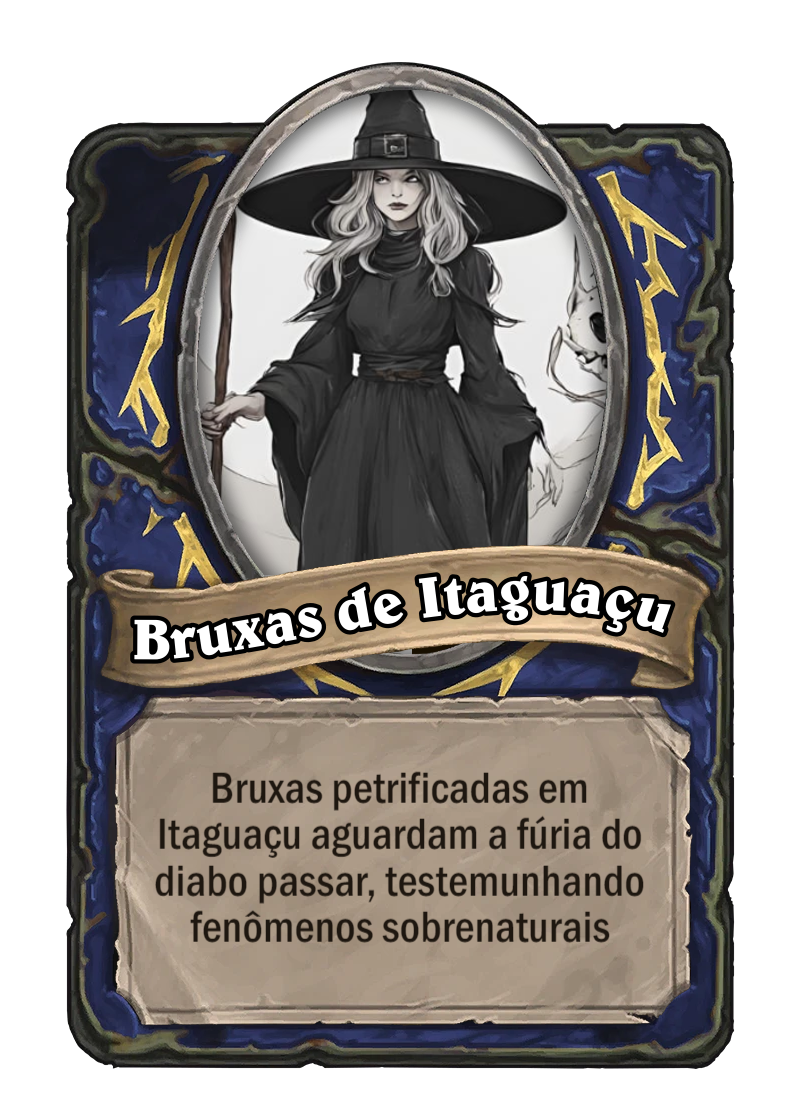 Bruxas de Itaguaçu
Bruxas petrificadas em
Itaguaçu aguardam a fúria do
diabo passar, testemunhando
fenômenos sobrenaturais